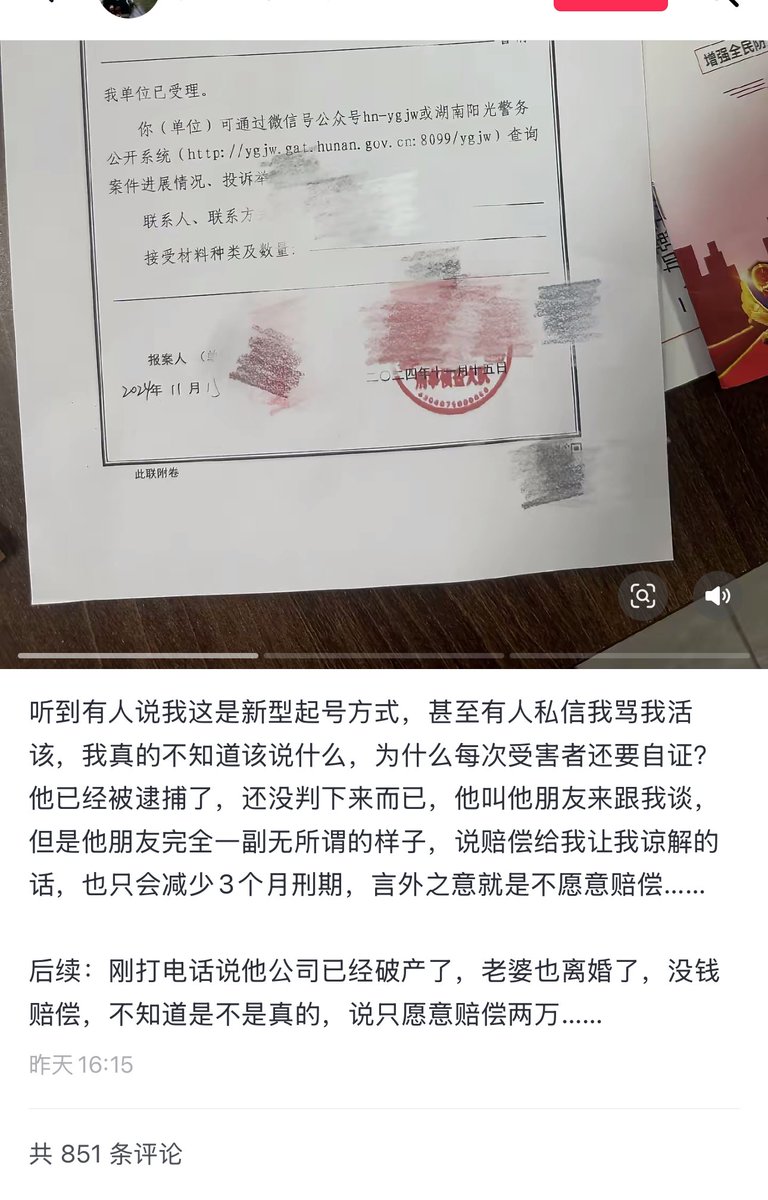 增强全民防
我单位已受理。
你（单位）可通过微信号公众号hn-ygjw或湖南阳光警务
公开系统（http://ygjw.gat.hunan.gov.cn:8099/ygjw）查询
案件进展情况、投诉举
联系人、联系方
接受材料种类及数量：
报案人（
2024年11月15
二〇二四年十一月十五日
此联附卷
听到有人说我这是新型起号方式，甚至有人私信我骂我活
该，我真的不知道该说什么，为什么每次受害者还要自证？
他已经被逮捕了，还没判下来而已，他叫他朋友来跟我谈，
但是他朋友完全一副无所谓的样子，说赔偿给我让我谅解的
话，也只会减少3个月刑期，言外之意就是不愿意赔偿……
后续：刚打电话说他公司已经破产了，老婆也离婚了，没钱
赔偿，不知道是不是真的，说只愿意赔偿两万……
昨天16:15
共 851 条评论